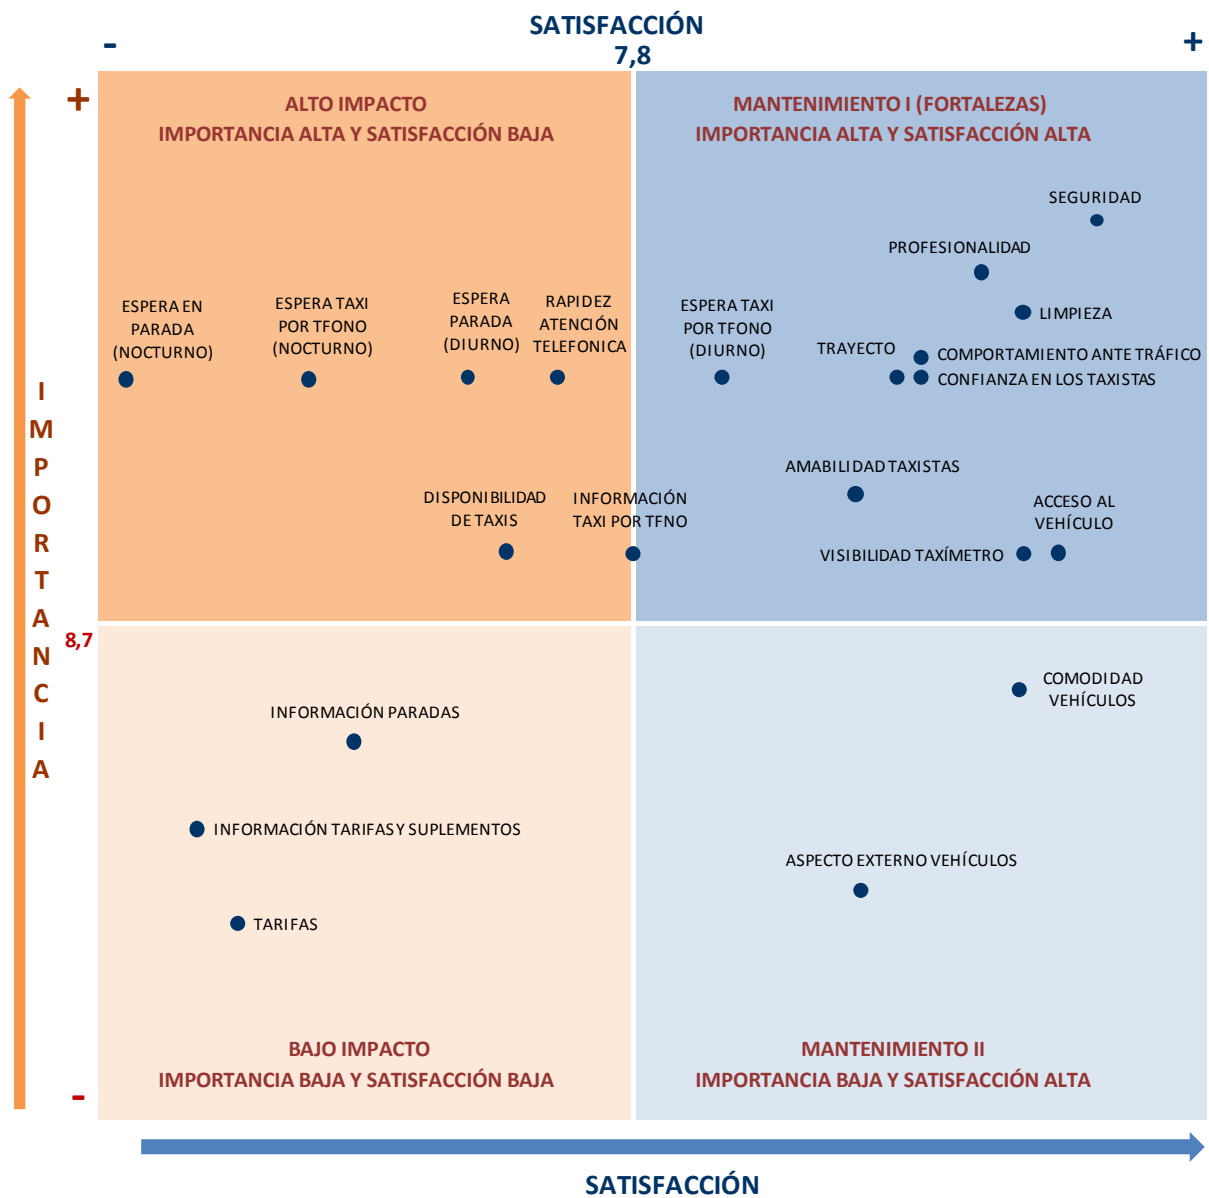 SATISFACCIÓN
7,8
-
+
+
ALTO IMPACTO
IMPORTANCIA ALTA Y SATISFACCIÓN BAJA
MANTENIMIENTO I (FORTALEZAS)
IMPORTANCIA ALTA Y SATISFACCIÓN ALTA
SEGURIDAD
PROFESIONALIDAD
LIMPIEZA
ESPERA EN
PARADA
(NOCTURNO)
ESPERA TAXI
POR TFONO
(NOCTURNO)
ESPERA
PARADA
(DIURNO)
RAPIDEZ
ATENCIÓN
TELEFONICA
ESPERA TAXI
POR TFONO
(DIURNO)
TRAYECTO
COMPORTAMIENTO ANTE TRÁFICO
CONFIANZA EN LOS TAXISTAS
AMABILIDAD TAXISTAS
DISPONIBILIDAD
DE TAXIS
INFORMACIÓN
TAXI POR TFNO
ACCESO AL
VEHÍCULO
VISIBILIDAD TAXÍMETRO
I
M
P
O
R
T
A
N
C
I
A
8,7
COMODIDAD
VEHÍCULOS
INFORMACIÓN PARADAS
INFORMACIÓN TARIFAS Y SUPLEMENTOS
ASPECTO EXTERNO VEHÍCULOS
TARIFAS
BAJO IMPACTO
IMPORTANCIA BAJA Y SATISFACCIÓN BAJA
MANTENIMIENTO II
IMPORTANCIA BAJA Y SATISFACCIÓN ALTA
-
SATISFACCIÓN